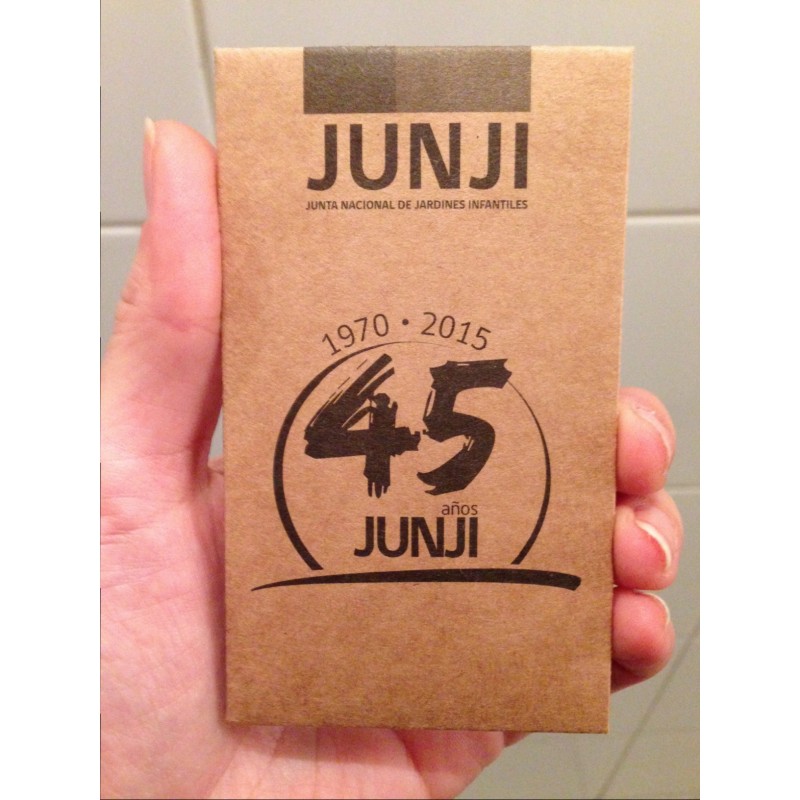 JUNJI
JUNTA NACIONAL DE JARDINES INFANTILES
1970 • 2015
45
años
JUNJI